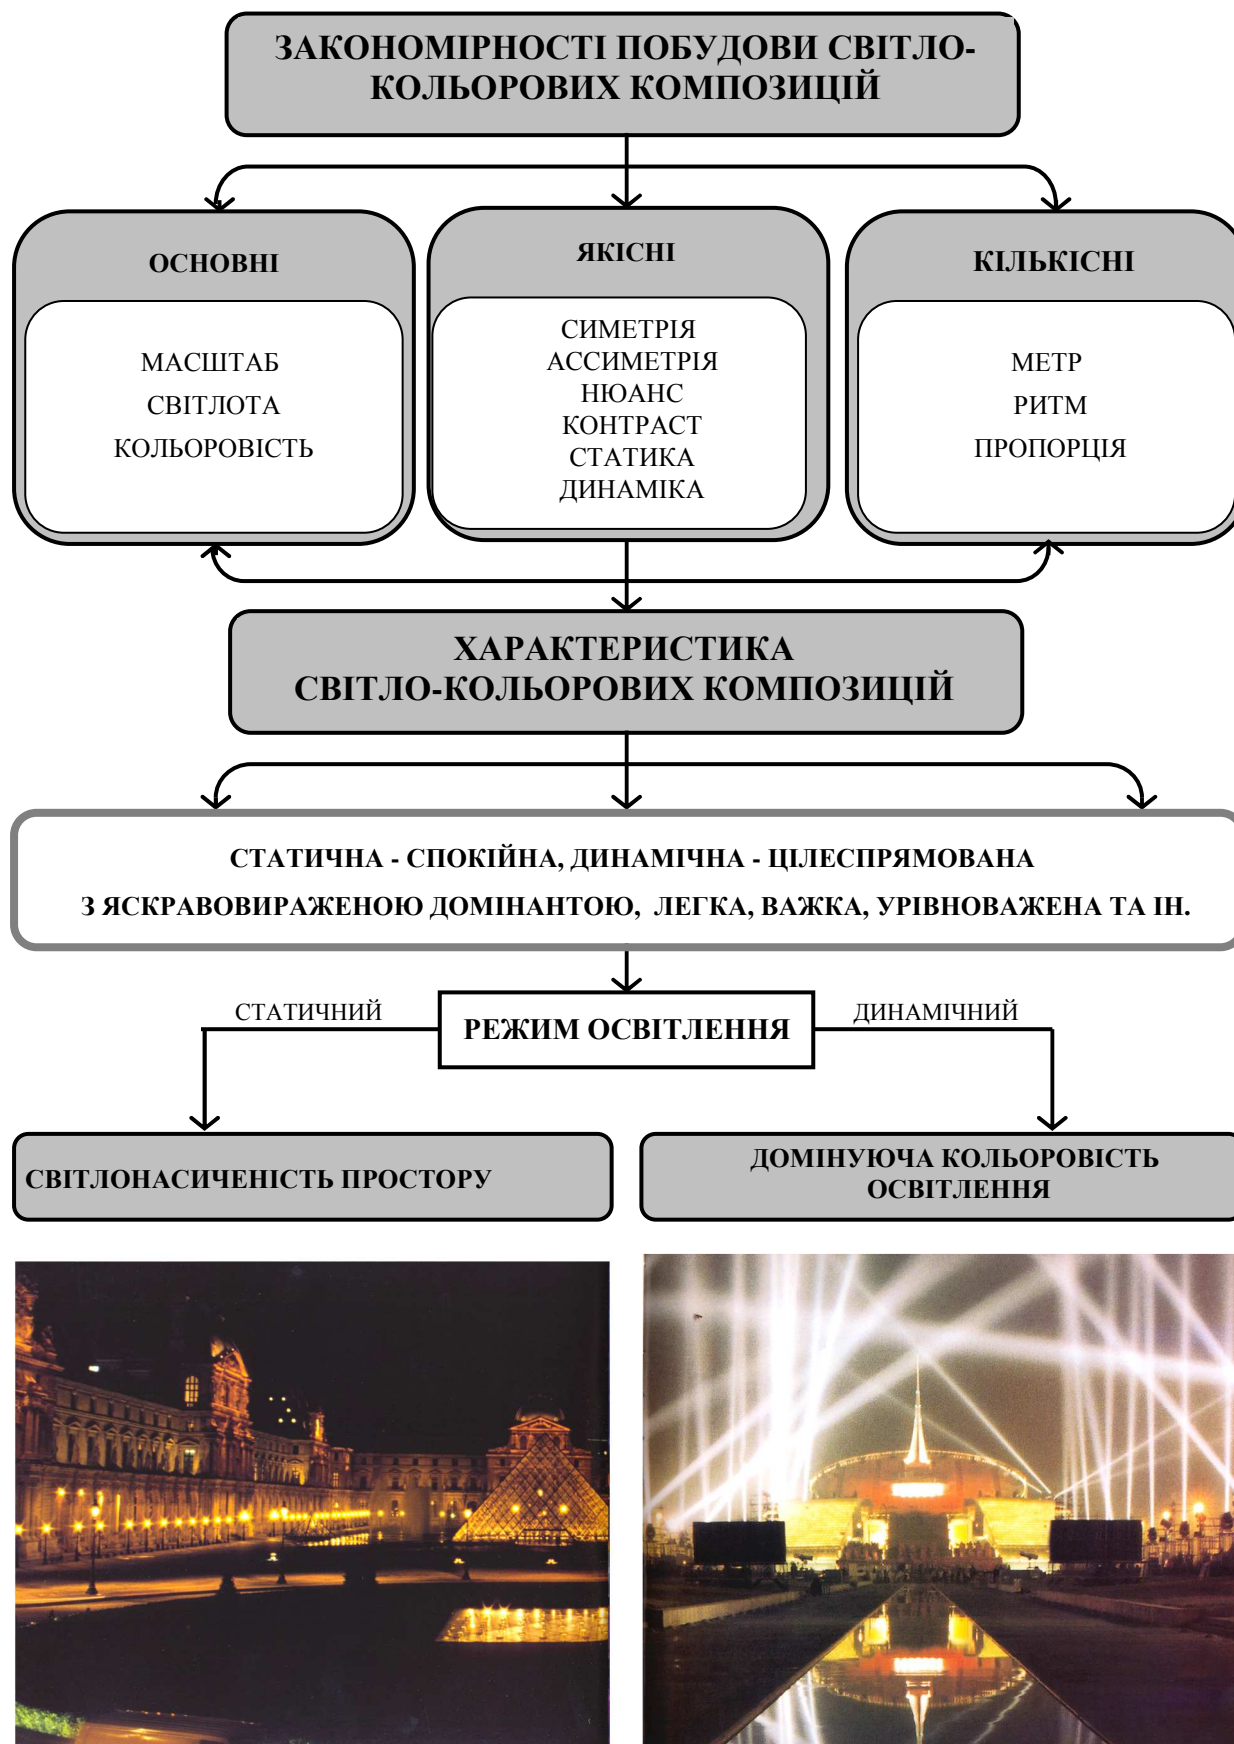 ЗАКОНОМІРНОСТІ ПОБУДОВИ СВІТЛО-
КОЛЬОРОВИХ КОМПОЗИЦІЙ
ОСНОВНІ
МАСШТАБ
СВІТЛОТА
КОЛЬОРОВІСТЬ
ЯКІСНІ
СИМЕТРІЯ
АССИМЕТРІЯ
НЮАНС
КОНТРАСТ
СТАТИКА
ДИНАМІКА
КІЛЬКІСНІ
МЕТР
РИТМ
ПРОПОРЦІЯ
ХАРАКТЕРИСТИКА
СВІТЛО-КОЛЬОРОВИХ КОМПОЗИЦІЙ
СТАТИЧНА - СПОКІЙНА, ДИНАМІЧНА - ЦІЛЕСПРЯМОВАНА
З ЯСКРАВОВИРАЖЕНОЮ ДОМІНАНТОЮ, ЛЕГКА, ВАЖКА, УРІВНОВАЖЕНА ТА ІН.
СТАТИЧНИЙ
РЕЖИМ ОСВІТЛЕННЯ
ДИНАМІЧНИЙ
СВІТЛОНАСИЧЕНІСТЬ ПРОСТОРУ
ДОМІНУЮЧА КОЛЬОРОВІСТЬ
ОСВІТЛЕННЯ